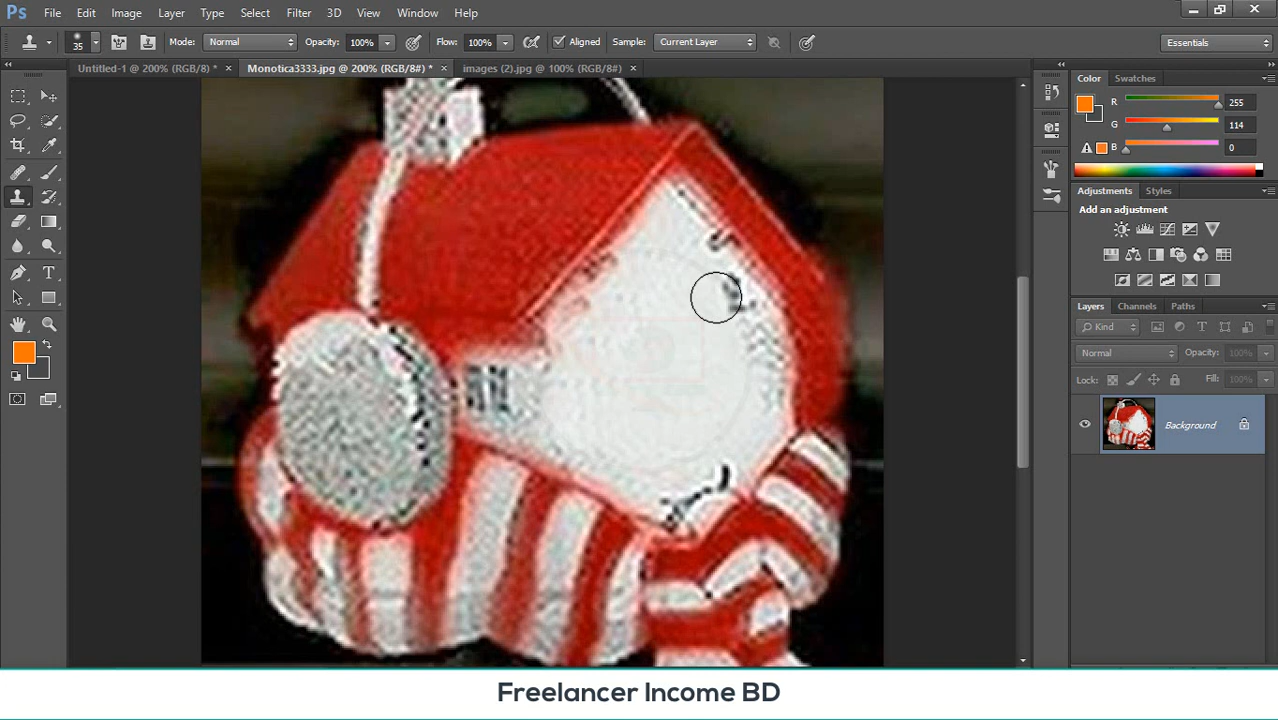 Ps File Edit Image Layer Type Select Filter 3D View Window Help
35 Mode: Normal Opacity: 100% Flow: 100% Aligned Sample: Current Layer Essentials
Untitled-1 @ 200% (RGB/8) * × Monotica3333.jpg @ 200% (RGB/8#) * × images (2).jpg @ 100% (RGB/8#) ×
Color Swatches
R 255
G 114
B 0
Adjustments Styles
Add an adjustment
Layers Channels Paths
Kind
Normal Opacity: 100%
Lock: Fill: 100%
Background
Freelancer Income BD